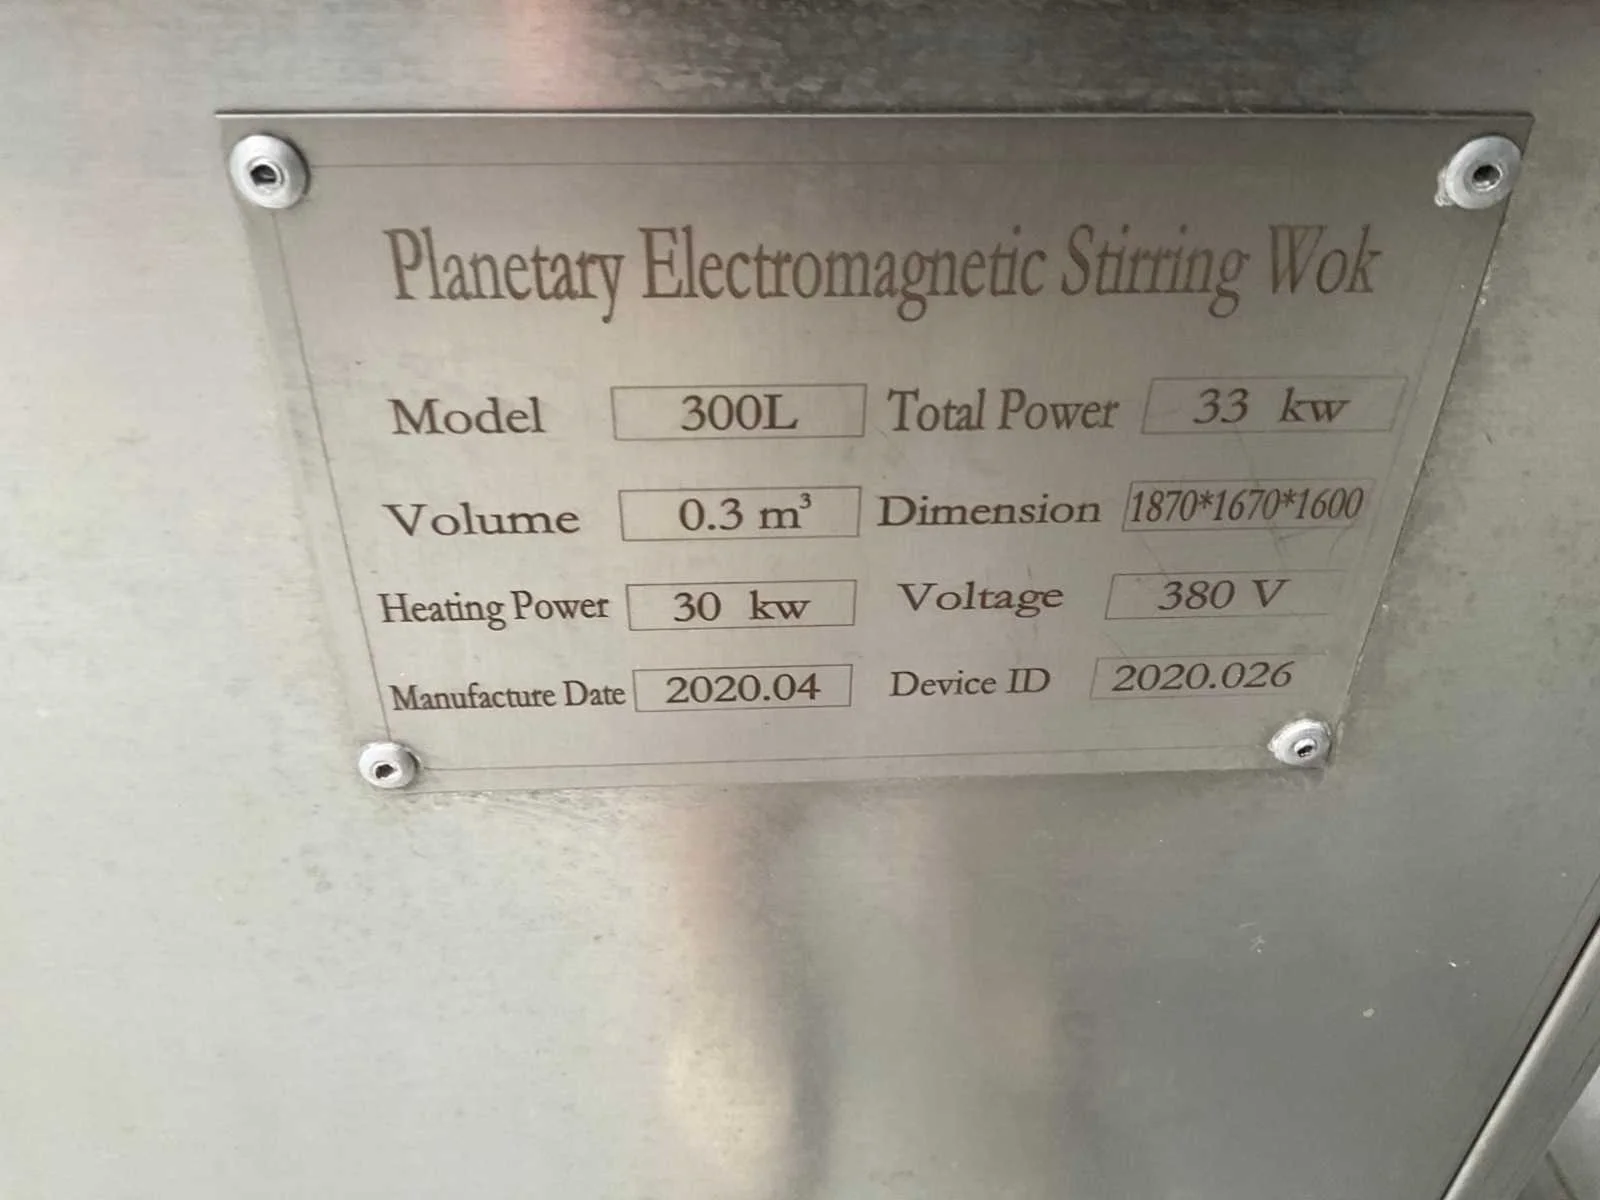 Planetary Electromagnetic Stirring Wok
Model 300L Total Power 33 kw
Volume 0.3 m³ Dimension 1870*1670*1600
Heating Power 30 kw Voltage 380 V
Manufacture Date 2020.04 Device ID 2020.026